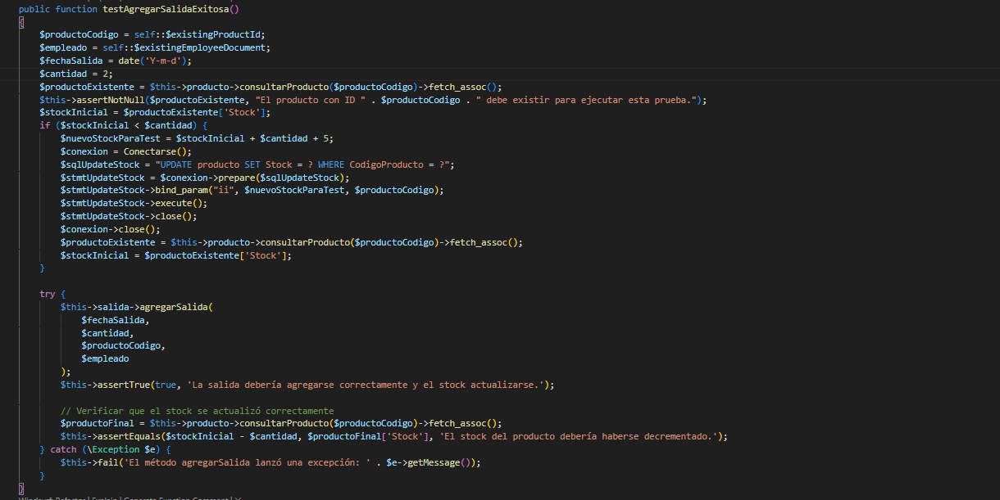 public function testAgregarSalidaExitosa()
{
    $productoCodigo = self::$existingProductId;
    $empleado = self::$existingEmployeeDocument;
    $fechaSalida = date('Y-m-d');
    $cantidad = 2;
    $productoExistente = $this->producto->consultarProducto($productoCodigo)->fetch_assoc();
    $this->assertNotNull($productoExistente, "El producto con ID " . $productoCodigo . " debe existir para ejecutar esta prueba.");
    $stockInicial = $productoExistente['Stock'];
    if ($stockInicial < $cantidad) {
        $nuevoStockParaTest = $stockInicial + $cantidad + 5;
        $conexion = Conectarse();
        $sqlUpdateStock = "UPDATE producto SET Stock = ? WHERE CodigoProducto = ?";
        $stmtUpdateStock = $conexion->prepare($sqlUpdateStock);
        $stmtUpdateStock->bind_param("ii", $nuevoStockParaTest, $productoCodigo);
        $stmtUpdateStock->execute();
        $stmtUpdateStock->close();
        $conexion->close();
        $productoExistente = $this->producto->consultarProducto($productoCodigo)->fetch_assoc();
        $stockInicial = $productoExistente['Stock'];
    }
    try {
        $this->salida->agregarSalida(
            $fechaSalida,
            $cantidad,
            $productoCodigo,
            $empleado
        );
        $this->assertTrue(true, 'La salida debería agregarse correctamente y el stock actualizarse.');
        // Verificar que el stock se actualizó correctamente
        $productoFinal = $this->producto->consultarProducto($productoCodigo)->fetch_assoc();
        $this->assertEquals($stockInicial - $cantidad, $productoFinal['Stock'], 'El stock del producto debería haberse decrementado.');
    } catch (\Exception $e) {
        $this->fail('El método agregarSalida lanzó una excepción: ' . $e->getMessage());
    }
}
Windsurf: Refactor | Explain | Generate Function Comment | X